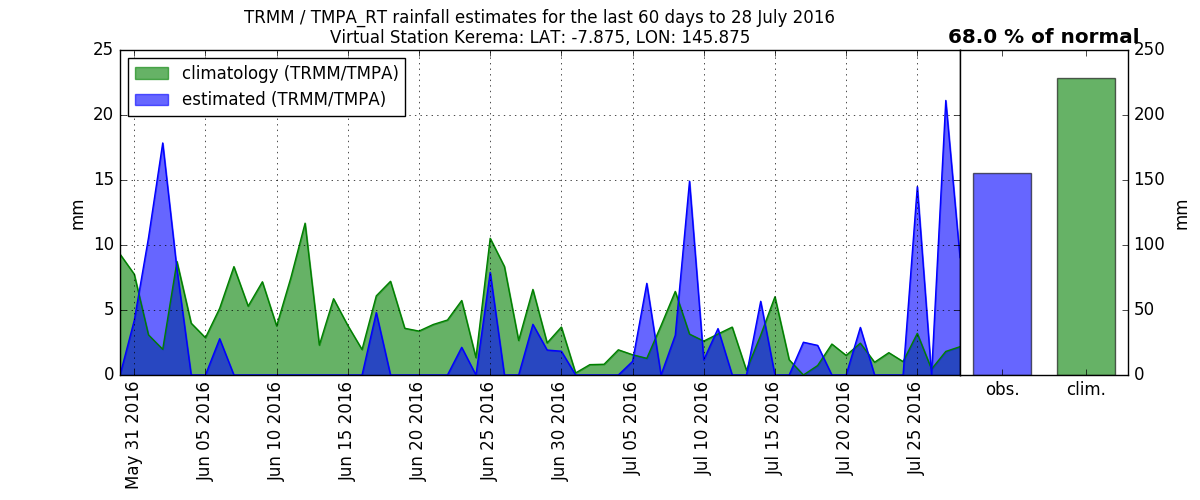 TRMM / TMPA_RT rainfall estimates for the last 60 days to 28 July 2016
Virtual Station Kerema: LAT: -7.875, LON: 145.875
68.0 % of normal
climatology (TRMM/TMPA)
estimated (TRMM/TMPA)
25
20
15
10
5
0
mm
250
200
150
100
50
0
mm
May 31 2016
Jun 05 2016
Jun 10 2016
Jun 15 2016
Jun 20 2016
Jun 25 2016
Jun 30 2016
Jul 05 2016
Jul 10 2016
Jul 15 2016
Jul 20 2016
Jul 25 2016
obs.
clim.